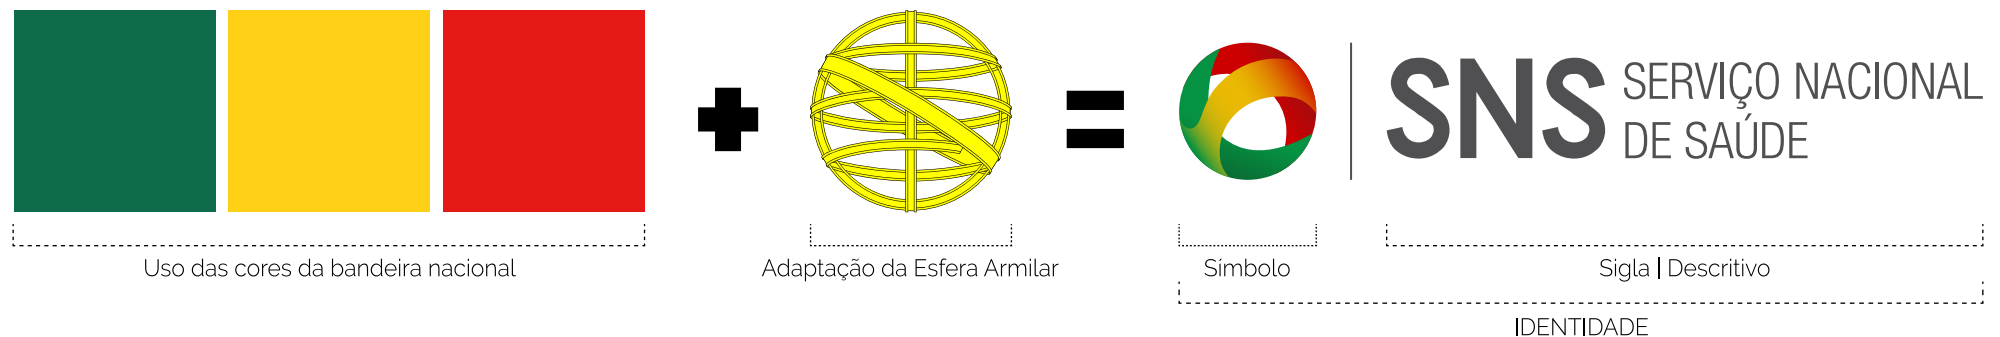 SNS
SERVIÇO NACIONAL
DE SAÚDE
Uso das cores da bandeira nacional
Adaptação da Esfera Armilar
Símbolo
Sigla | Descritivo
IDENTIDADE